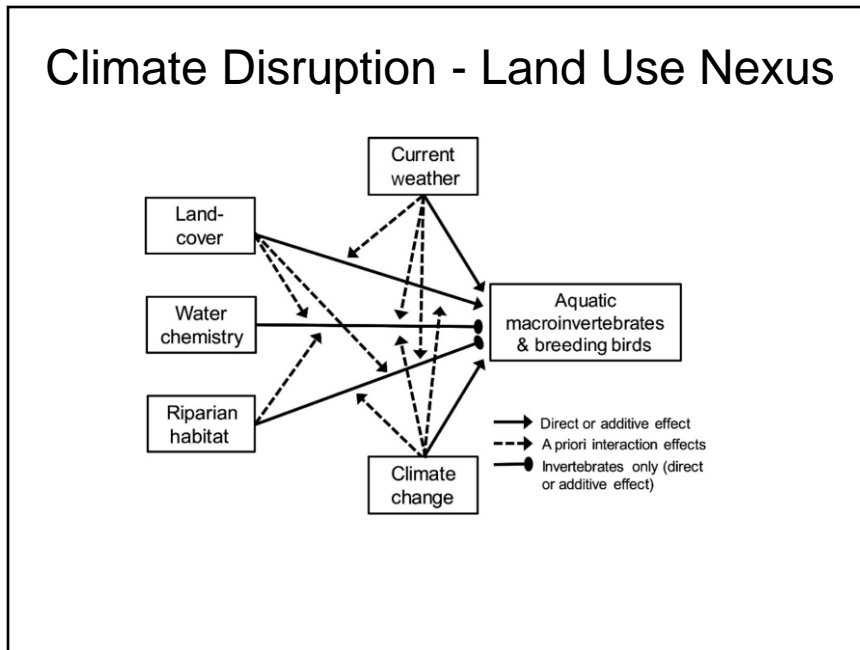 Climate Disruption - Land Use Nexus
Current
weather
Land-
cover
Water
chemistry
Riparian
habitat
Aquatic
macroinvertebrates
& breeding birds
Climate
change
Direct or additive effect
A priori interaction effects
Invertebrates only (direct
or additive effect)